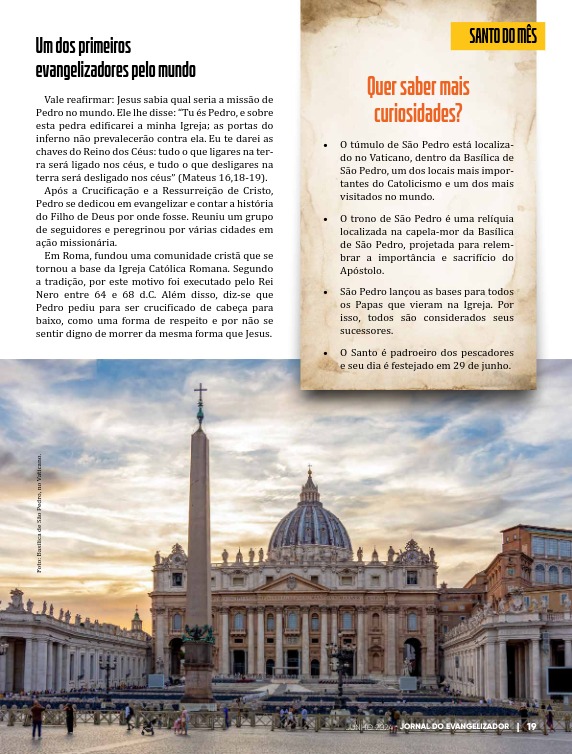 Um dos primeiros
evangelizadores pelo mundo
Vale reafirmar: Jesus sabia qual seria a missão de
Pedro no mundo. Ele lhe disse: “Tu és Pedro, e sobre
esta pedra edificarei a minha Igreja; as portas do
inferno não prevalecerão contra ela. Eu te darei as
chaves do Reino dos Céus: tudo o que ligares na ter-
ra será ligado nos céus, e tudo o que desligares na
terra será desligado nos céus” (Mateus 16,18-19).
Após a Crucificação e a Ressurreição de Cristo,
Pedro se dedicou em evangelizar e contar a história
do Filho de Deus por onde fosse. Reuniu um grupo
de seguidores e peregrinou por várias cidades em
ação missionária.
Em Roma, fundou uma comunidade cristã que se
tornou a base da Igreja Católica Romana. Segundo
a tradição, por este motivo foi executado pelo Rei
Nero entre 64 e 68 d.C. Além disso, diz-se que
Pedro pediu para ser crucificado de cabeça para
baixo, como uma forma de respeito e por não se
sentir digno de morrer da mesma forma que Jesus.
SANTO DO MÊS
Quer saber mais
curiosidades?
• O túmulo de São Pedro está localiza-
do no Vaticano, dentro da Basílica de
São Pedro, um dos locais mais impor-
tantes do Catolicismo e um dos mais
visitados no mundo.
• O trono de São Pedro é uma relíquia
localizada na capela-mor da Basílica
de São Pedro, projetada para relem-
brar a importância e sacrifício do
Apóstolo.
• São Pedro lançou as bases para todos
os Papas que vieram na Igreja. Por
isso, todos são considerados seus
sucessores.
• O Santo é padroeiro dos pescadores
e seu dia é festejado em 29 de junho.
Foto: Basílica de São Pedro, no Vaticano.
JUNHO 2024 - JORNAL DO EVANGELIZADOR | 19